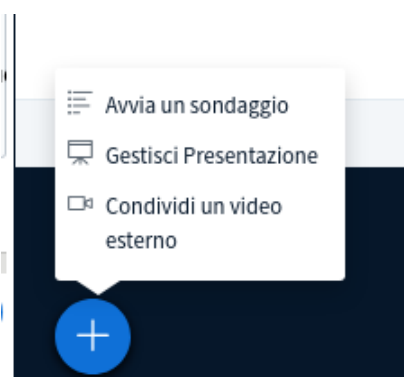 Avvia un sondaggio
Gestisci Presentazione
Condividi un video
esterno